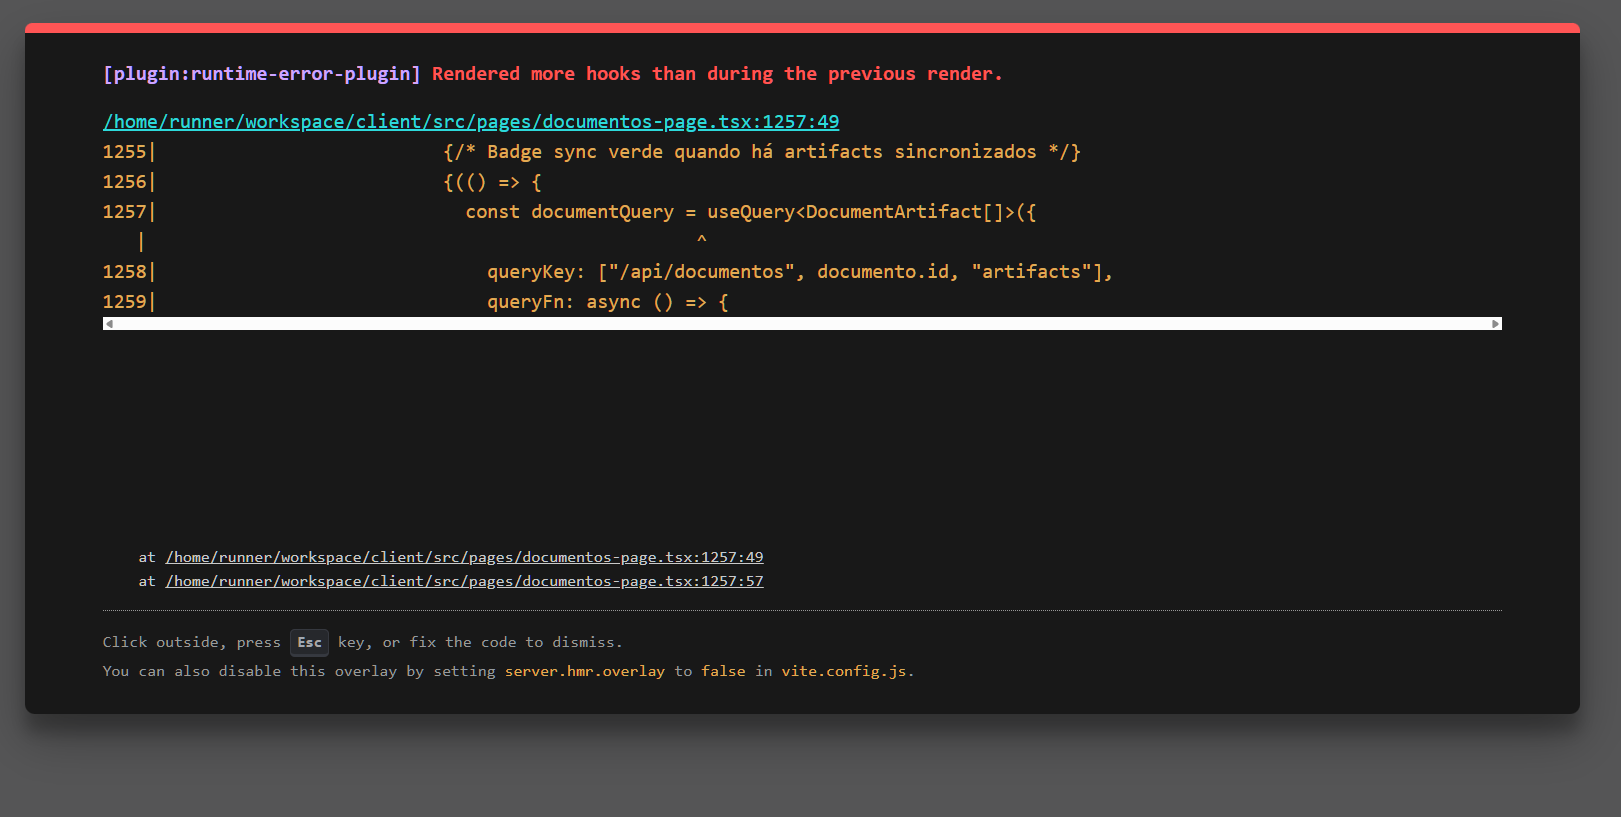 [plugin:runtime-error-plugin] Rendered more hooks than during the previous render.
/home/runner/workspace/client/src/pages/documentos-page.tsx:1257:49
1255|                          {/* Badge sync verde quando há artifacts sincronizados */}
1256|                          {(() => {
1257|                            const documentQuery = useQuery<DocumentArtifact[]>({
   |                                                  ^
1258|                              queryKey: ["/api/documentos", documento.id, "artifacts"],
1259|                              queryFn: async () => {
at /home/runner/workspace/client/src/pages/documentos-page.tsx:1257:49
at /home/runner/workspace/client/src/pages/documentos-page.tsx:1257:57
Click outside, press Esc key, or fix the code to dismiss.
You can also disable this overlay by setting server.hmr.overlay to false in vite.config.js.